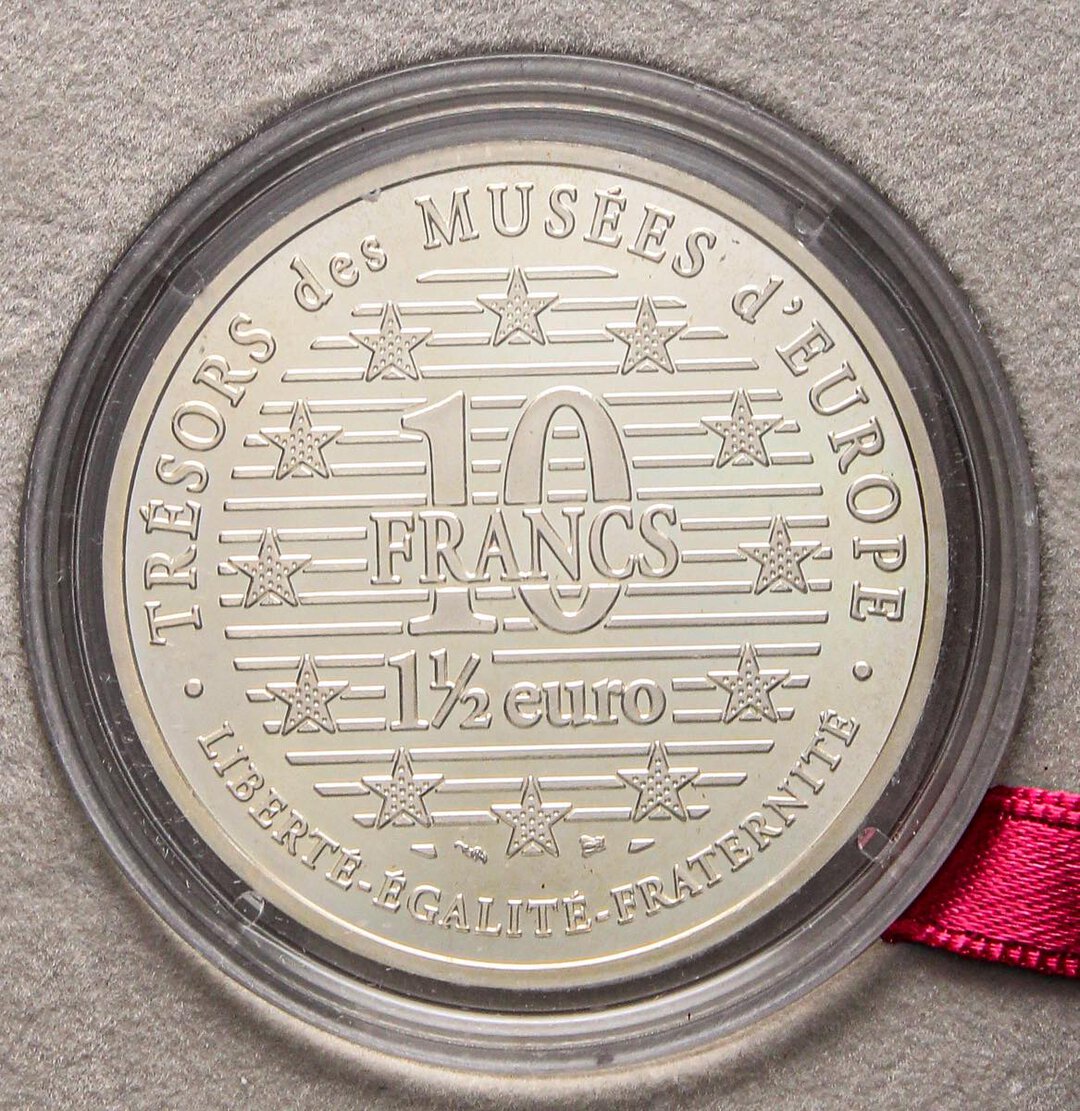 TRÉSORS des MUSÉES d'EUROPE
10
FRANCS
1½ euro
LIBERTÉ-ÉGALITÉ-FRATERNITÉ